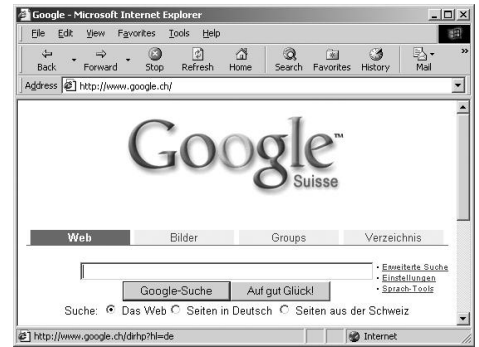 Google - Microsoft Internet Explorer
File Edit View Favorites Tools Help
Back Forward Stop Refresh Home Search Favorites History Mail »
Address http://www.google.ch/
Google™
Suisse
Web Bilder Groups Verzeichnis
• Erweiterte Suche
• Einstellungen
• Sprach-Tools
Google-Suche Auf gut Glück!
Suche: Das Web Seiten in Deutsch Seiten aus der Schweiz
http://www.google.ch/dirhp?hl=de Internet